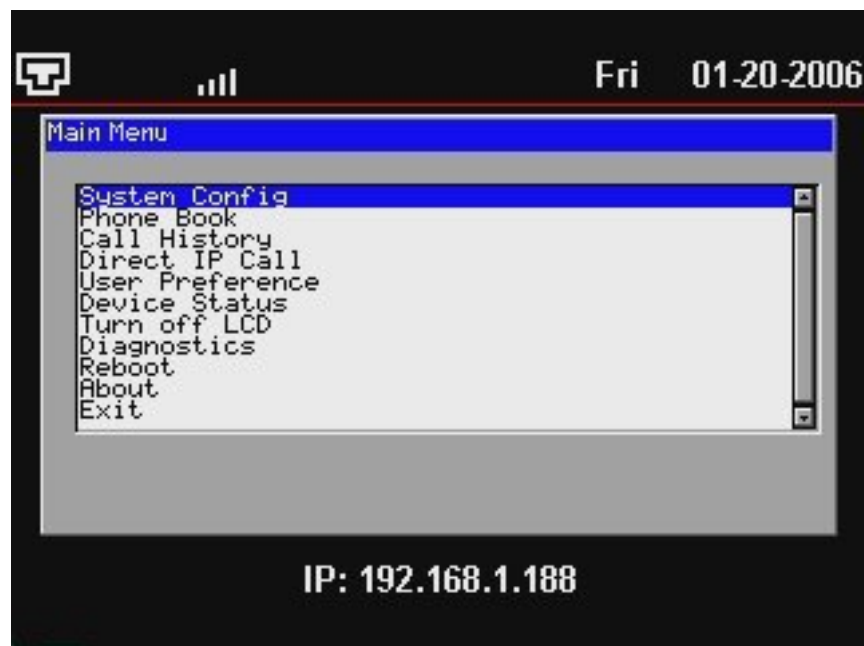 Fri 01-20-2006
Main Menu
System Config
Phone Book
Call History
Direct IP Call
User Preference
Device Status
Turn off LCD
Diagnostics
Reboot
About
Exit
IP: 192.168.1.188